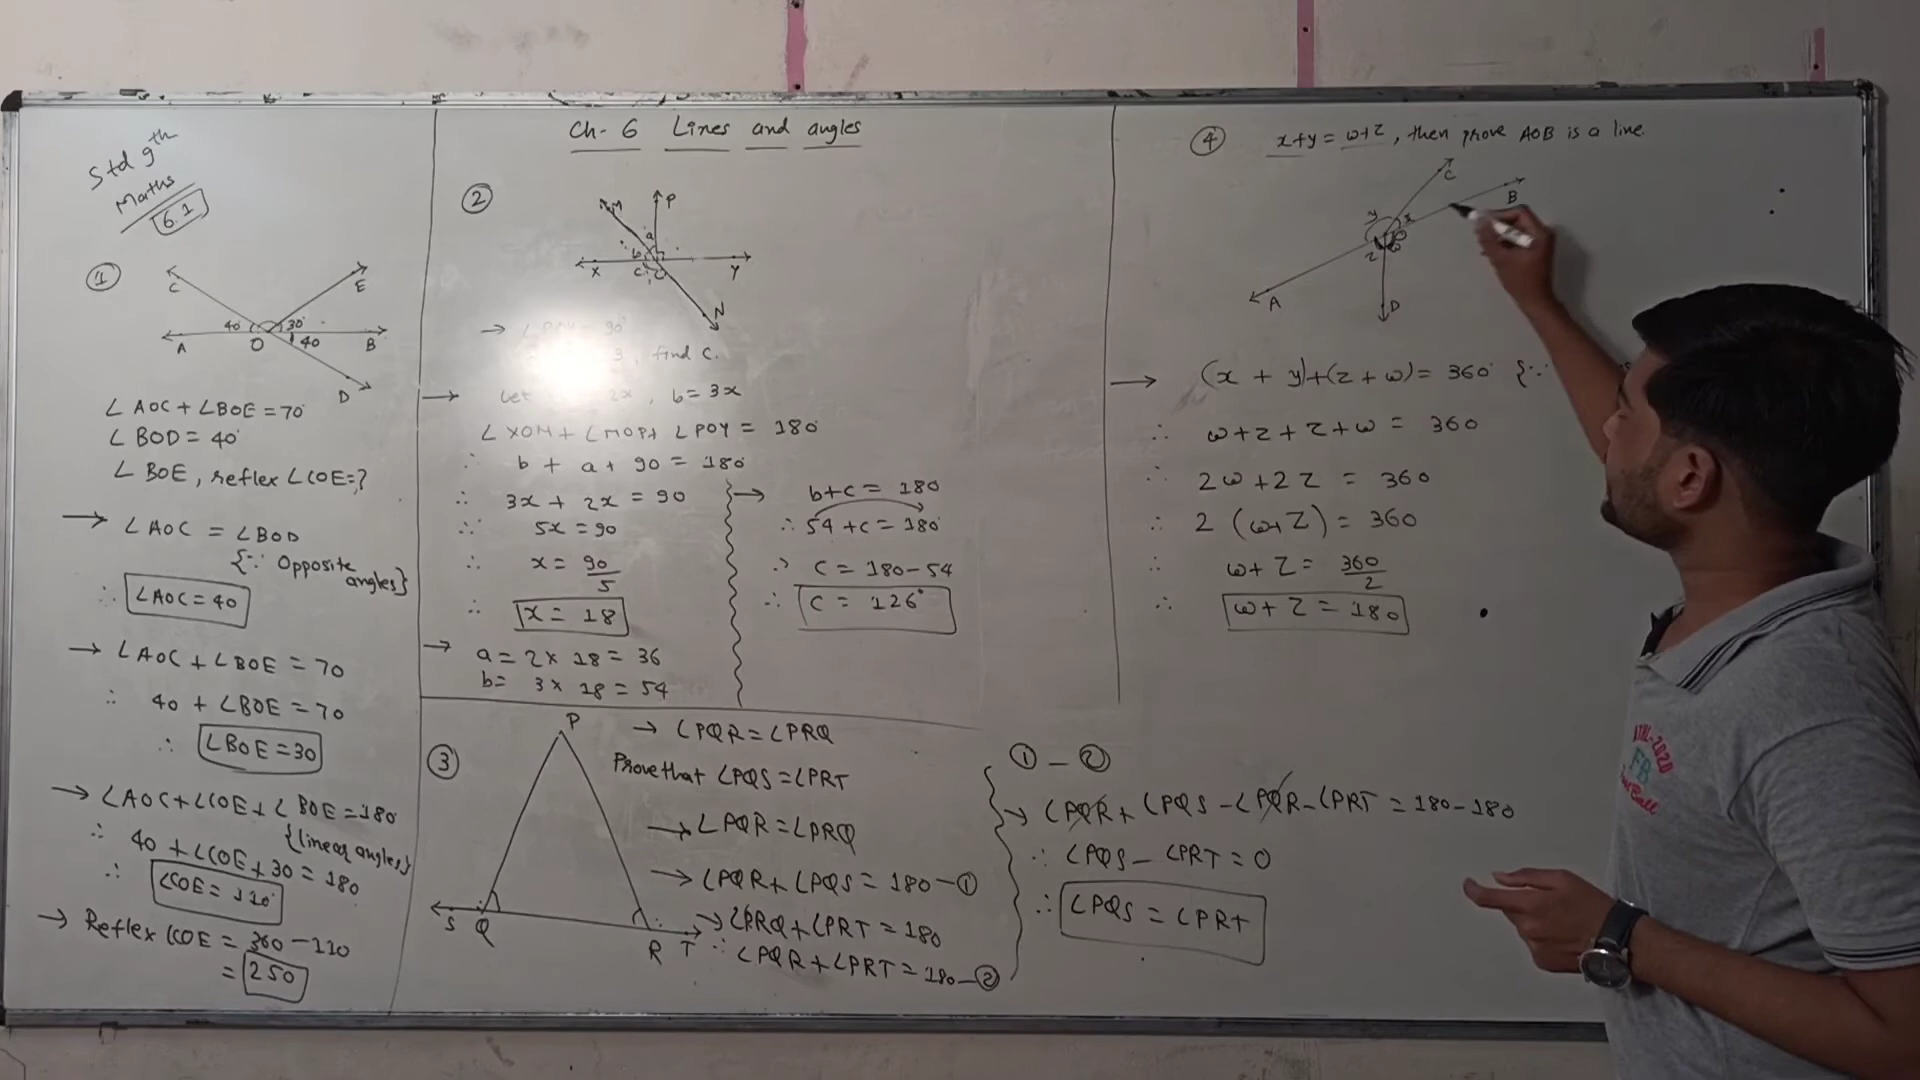 Std 9th
Maths
6.1
Ch- 6 Lines and angles
①
C
E
40° 30°
A O 40 B
D
∠AOC + ∠BOE = 70°
∠BOD = 40°
∠BOE, reflex ∠COE=?
→ ∠AOC = ∠BOD
{∵ Opposite angles}
∴ ∠AOC = 40
→ ∠AOC + ∠BOE = 70
∴ 40 + ∠BOE = 70
∴ ∠BOE = 30
→ ∠AOC + ∠COE + ∠BOE = 180
{linear angles}
∴ 40 + ∠COE + 30 = 180
∴ ∠COE = 110°
→ Reflex ∠COE = 360 - 110
= 250
②
M P
a
b
X c O Y
N
→ 90°
, find c.
→ Let 2x, b = 3x
∠XOM + ∠MOP + ∠POY = 180°
∴ b + a + 90 = 180°
∴ 3x + 2x = 90
∴ 5x = 90
∴ x = 90/5
∴ x = 18
→ a = 2 × 18 = 36
b = 3 × 18 = 54
→ b+c = 180
∴ 54 + c = 180°
∴ c = 180 - 54
∴ c = 126°
③
P
S Q R T
→ ∠PQR = ∠PRQ
Prove that ∠PQS = ∠PRT
→ ∠PQR = ∠PRQ
→ ∠PQR + ∠PQS = 180 - ①
→ ∠PRQ + ∠PRT = 180
∴ ∠PQR + ∠PRT = 180 - ②
① - ②
→ ∠PQR + ∠PQS - ∠PQR - ∠PRT = 180 - 180
∴ ∠PQS - ∠PRT = 0
∴ ∠PQS = ∠PRT
④ x+y = ω+z, then prove AOB is a line.
C
B
y x
O
z ω
A
D
→ (x + y)+(z + ω) = 360° {∵
∴ ω+z+z+ω = 360
∴ 2ω+2z = 360
∴ 2 (ω+z) = 360
∴ ω+z = 360/2
∴ ω+z = 180
2020
FB